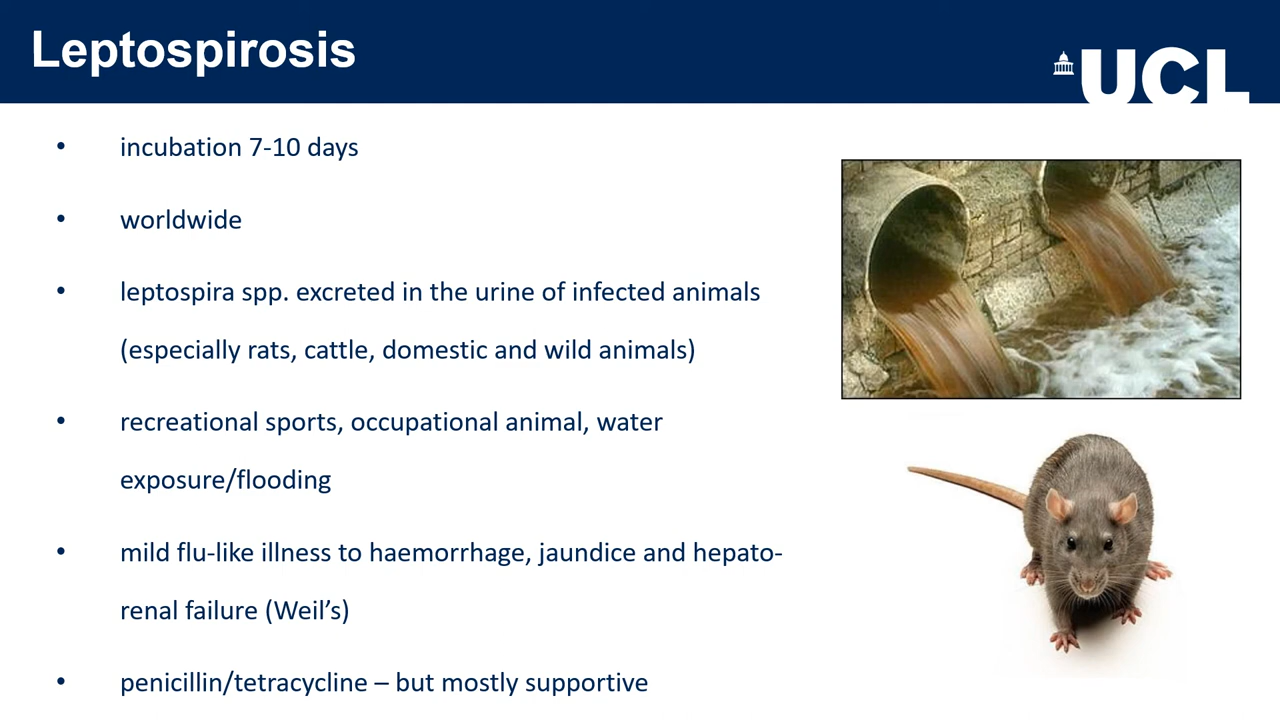 Leptospirosis
UCL
• incubation 7-10 days
• worldwide
• leptospira spp. excreted in the urine of infected animals
(especially rats, cattle, domestic and wild animals)
• recreational sports, occupational animal, water
exposure/flooding
• mild flu-like illness to haemorrhage, jaundice and hepato-
renal failure (Weil’s)
• penicillin/tetracycline – but mostly supportive